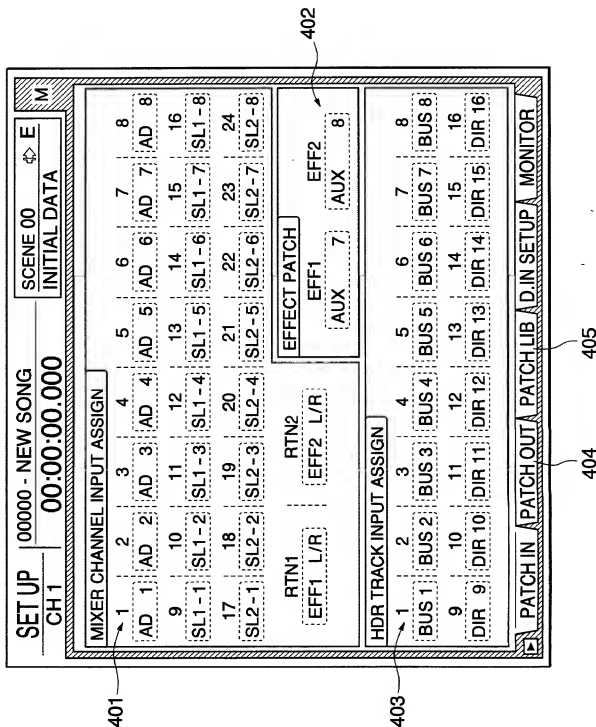 SET UP 00000 - NEW SONG SCENE 00 E M
CH 1 00:00:00.000 INITIAL DATA
MIXER CHANNEL INPUT ASSIGN
401
1 2 3 4 5 6 7 8
AD 1 AD 2 AD 3 AD 4 AD 5 AD 6 AD 7 AD 8
9 10 11 12 13 14 15 16
SL1-1 SL1-2 SL1-3 SL1-4 SL1-5 SL1-6 SL1-7 SL1-8
17 18 19 20 21 22 23 24
SL2-1 SL2-2 SL2-3 SL2-4 SL2-5 SL2-6 SL2-7 SL2-8
RTN1 RTN2
EFF1 L/R EFF2 L/R
EFFECT PATCH
402
EFF1 EFF2
AUX 7 AUX 8
HDR TRACK INPUT ASSIGN
403
1 2 3 4 5 6 7 8
BUS 1 BUS 2 BUS 3 BUS 4 BUS 5 BUS 6 BUS 7 BUS 8
9 10 11 12 13 14 15 16
DIR 9 DIR 10 DIR 11 DIR 12 DIR 13 DIR 14 DIR 15 DIR 16
PATCH IN PATCH OUT PATCH LIB D.IN SETUP MONITOR
404 405